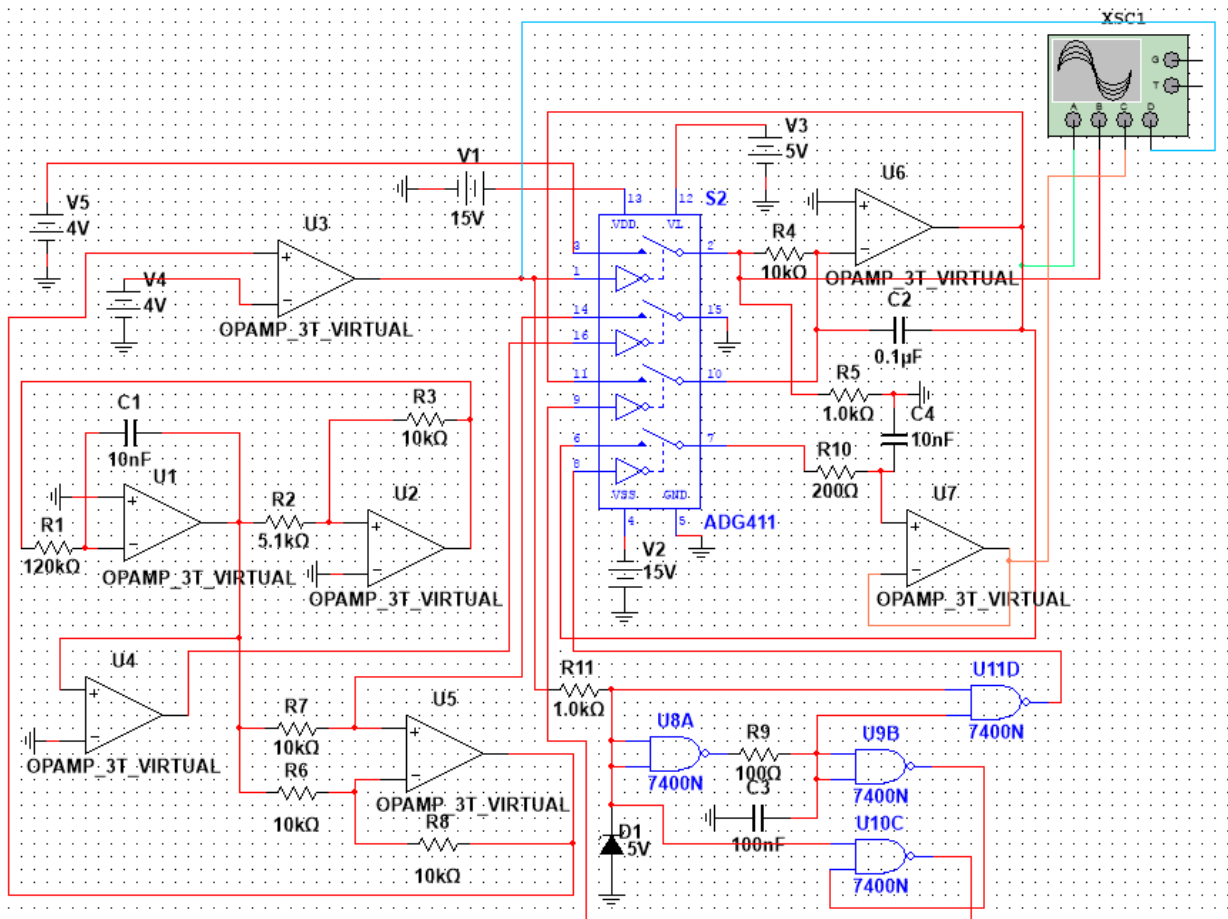 XSC1
G
T
A B C D
V3
5V
V1
15V
V5
4V
U3
V4
4V
OPAMP_3T_VIRTUAL
13 12
VDD VL
S2
3 2
1
14 15
16
11 10
9
6 7
8
VSS GND
4 5
ADG411
V2
15V
U6
R4
10kΩ
OPAMP_3T_VIRTUAL
C2
0.1µF
R5
1.0kΩ
C4
10nF
R10
200Ω
U7
OPAMP_3T_VIRTUAL
R3
10kΩ
C1
10nF
U1
R2
5.1kΩ
U2
R1
120kΩ
OPAMP_3T_VIRTUAL
OPAMP_3T_VIRTUAL
U4
OPAMP_3T_VIRTUAL
R7
10kΩ
U5
R6
10kΩ
OPAMP_3T_VIRTUAL
R8
10kΩ
R11
1.0kΩ
U11D
7400N
U8A
7400N
R9
100Ω
U9B
7400N
C3
100nF
U10C
7400N
D1
5V